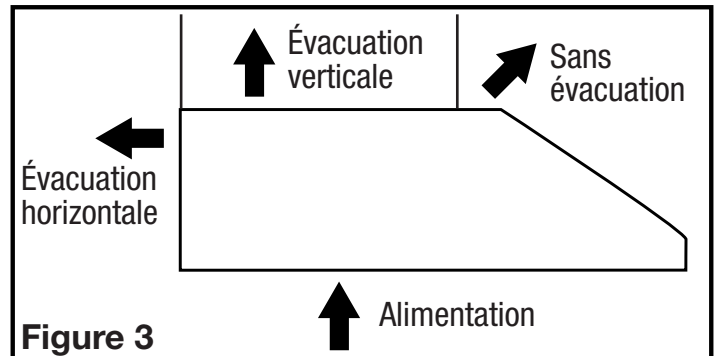 Évacuation
verticale
Sans
évacuation
Évacuation
horizontale
Alimentation
Figure 3